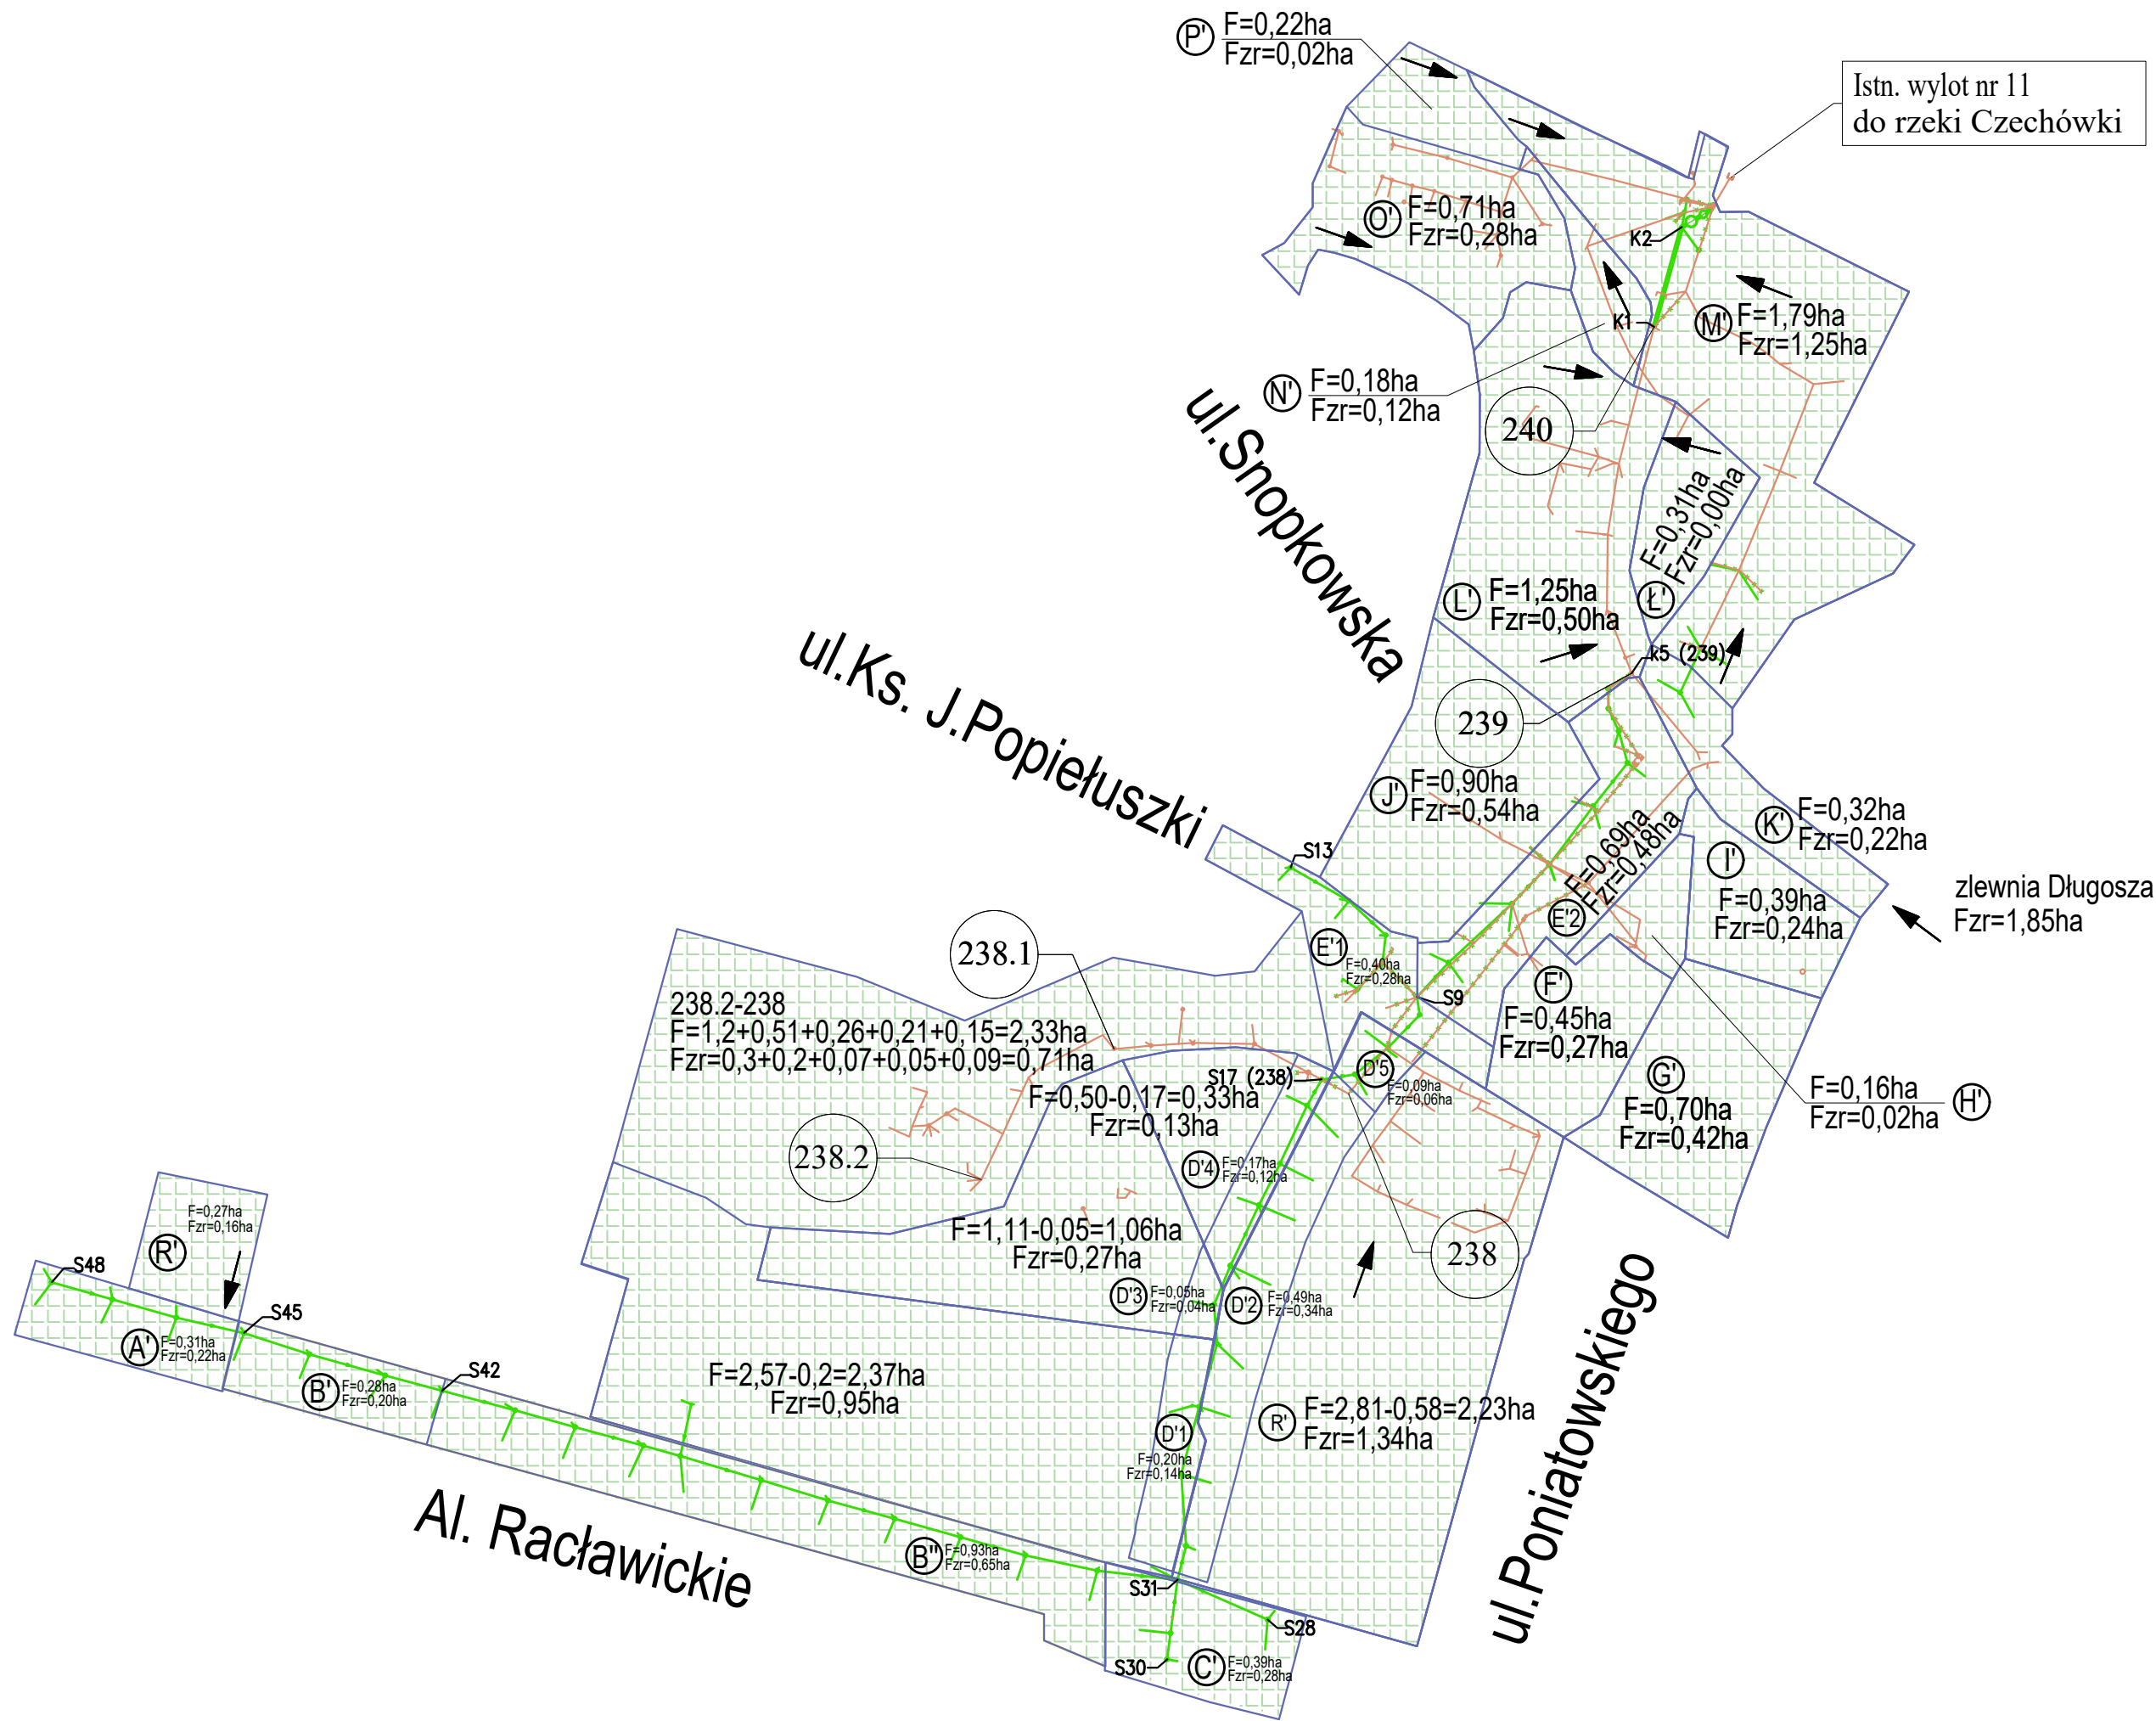 P'
F=0,22ha
Fzr=0,02ha
Istn. wylot nr 11
do rzeki Czechówki
O'
F=0,71ha
Fzr=0,28ha
K2
K1
M'
F=1,79ha
Fzr=1,25ha
N'
F=0,18ha
Fzr=0,12ha
240
ul.Snopkowska
F=0,31ha
Fzr=0,00ha
Ł'
L'
F=1,25ha
Fzr=0,50ha
k5 (239)
239
ul.Ks. J.Popiełuszki
J'
F=0,90ha
Fzr=0,54ha
F=0,69ha
Fzr=0,48ha
E'2
K'
F=0,32ha
Fzr=0,22ha
I'
F=0,39ha
Fzr=0,24ha
zlewnia Długosza
Fzr=1,85ha
S13
E'1
F=0,40ha
Fzr=0,28ha
S9
238.1
F'
F=0,45ha
Fzr=0,27ha
238.2-238
F=1,2+0,51+0,26+0,21+0,15=2,33ha
Fzr=0,3+0,2+0,07+0,05+0,09=0,71ha
S17 (238)
D'5
F=0,09ha
Fzr=0,06ha
G'
F=0,70ha
Fzr=0,42ha
F=0,16ha
Fzr=0,02ha
H'
F=0,50-0,17=0,33ha
Fzr=0,13ha
238.2
D'4
F=0,17ha
Fzr=0,12ha
F=1,11-0,05=1,06ha
Fzr=0,27ha
238
D'3
F=0,05ha
Fzr=0,04ha
D'2
F=0,49ha
Fzr=0,34ha
ul.Poniatowskiego
F=0,27ha
Fzr=0,16ha
R'
S48
S45
A'
F=0,31ha
Fzr=0,22ha
B'
F=0,28ha
Fzr=0,20ha
S42
F=2,57-0,2=2,37ha
Fzr=0,95ha
D'1
F=0,20ha
Fzr=0,14ha
R'
F=2,81-0,58=2,23ha
Fzr=1,34ha
Al. Racławickie
B"
F=0,93ha
Fzr=0,65ha
S31
S28
S30
C'
F=0,39ha
Fzr=0,28ha